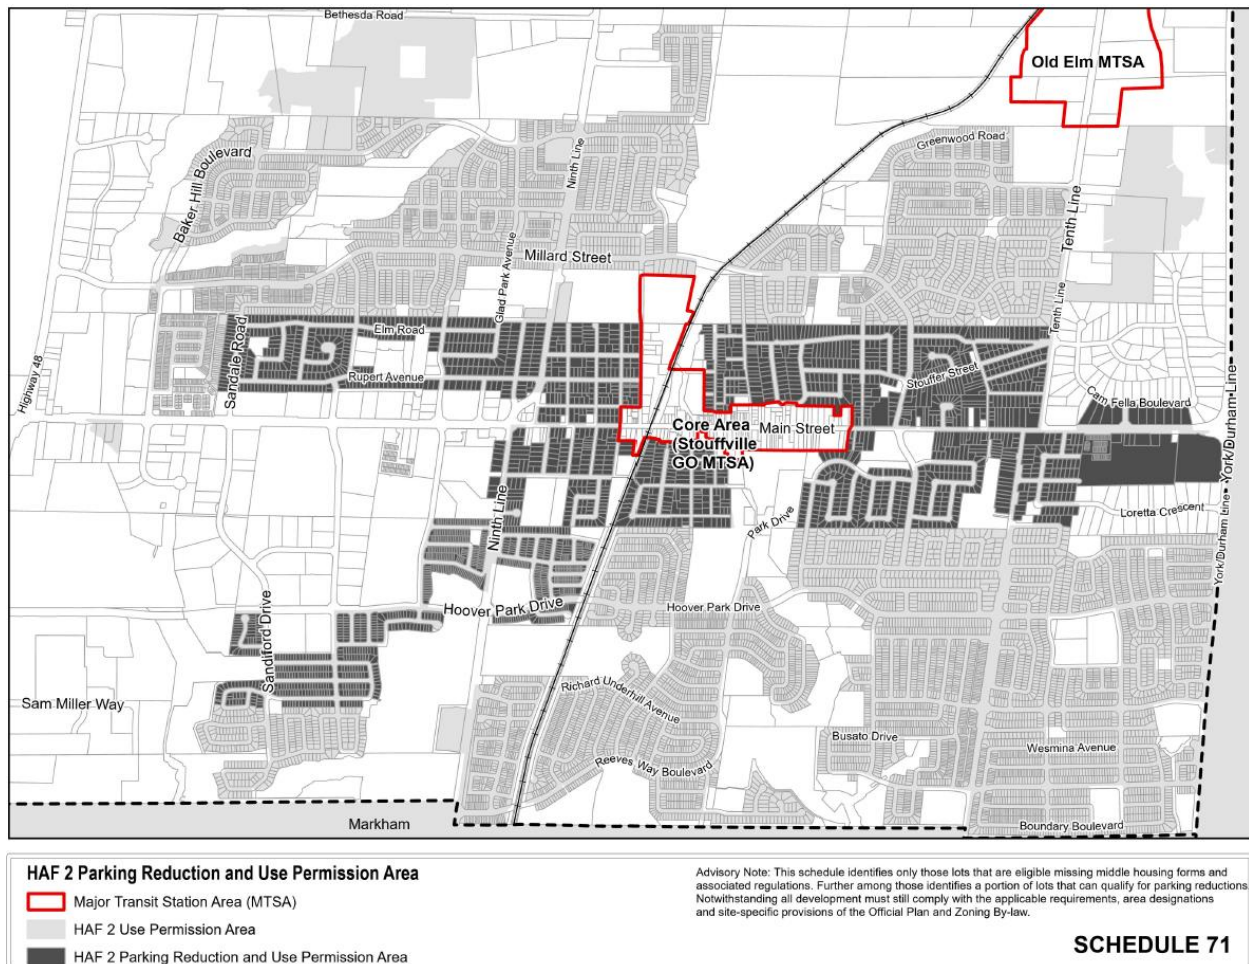 Bethesda Road
Old Elm MTSA
Greenwood Road
Baker Hill Boulevard
Ninth Line
Tenth Line
Millard Street
Glad Park Avenue
Highway 48
Sandale Road
Elm Road
Tenth Line
Rupert Avenue
Stouffer Street
Cam Fella Boulevard
York/Durham Line
Core Area
(Stouffville
GO MTSA)
Main Street
Ninth Line
Park Drive
Loretta Crescent
York/Durham Line
Hoover Park Drive
Hoover Park Drive
Sandiford Drive
Sam Miller Way
Richard Underhill Avenue
Busato Drive
Wesmina Avenue
Reeves Way Boulevard
Markham
Boundary Boulevard
HAF 2 Parking Reduction and Use Permission Area
Major Transit Station Area (MTSA)
HAF 2 Use Permission Area
HAF 2 Parking Reduction and Use Permission Area
Advisory Note: This schedule identifies only those lots that are eligible missing middle housing forms and
associated regulations. Further among those identifies a portion of lots that can qualify for parking reductions.
Notwithstanding all development must still comply with the applicable requirements, area designations
and site-specific provisions of the Official Plan and Zoning By-law.
SCHEDULE 71